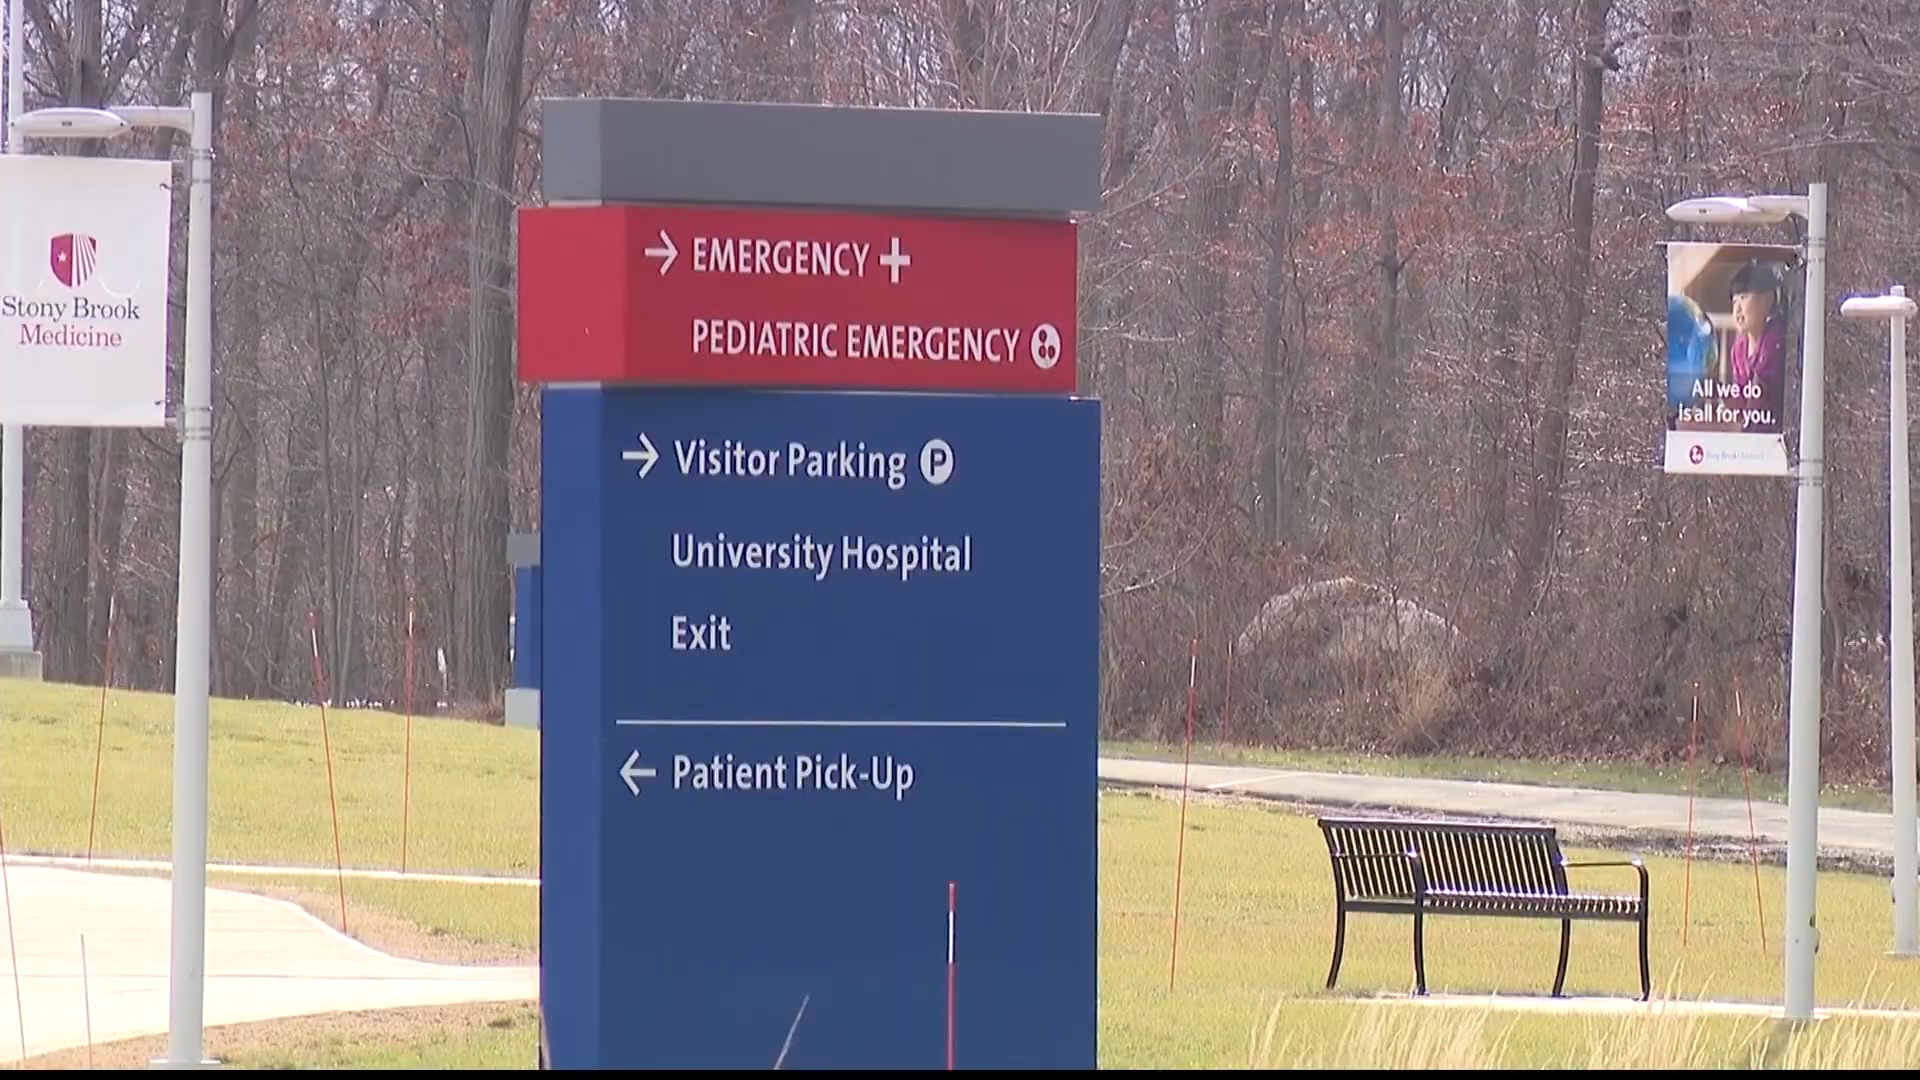 Stony Brook
Medicine
→ EMERGENCY +
PEDIATRIC EMERGENCY
→ Visitor Parking P
University Hospital
Exit
← Patient Pick-Up
All we do
is all for you.